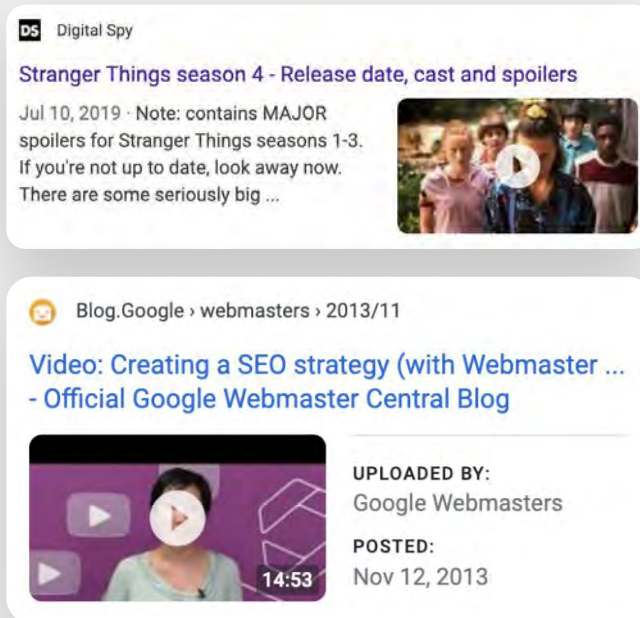 DS Digital Spy
Stranger Things season 4 - Release date, cast and spoilers
Jul 10, 2019 · Note: contains MAJOR
spoilers for Stranger Things seasons 1-3.
If you're not up to date, look away now.
There are some seriously big ...
Blog.Google › webmasters › 2013/11
Video: Creating a SEO strategy (with Webmaster ...
- Official Google Webmaster Central Blog
14:53
UPLOADED BY:
Google Webmasters
POSTED:
Nov 12, 2013